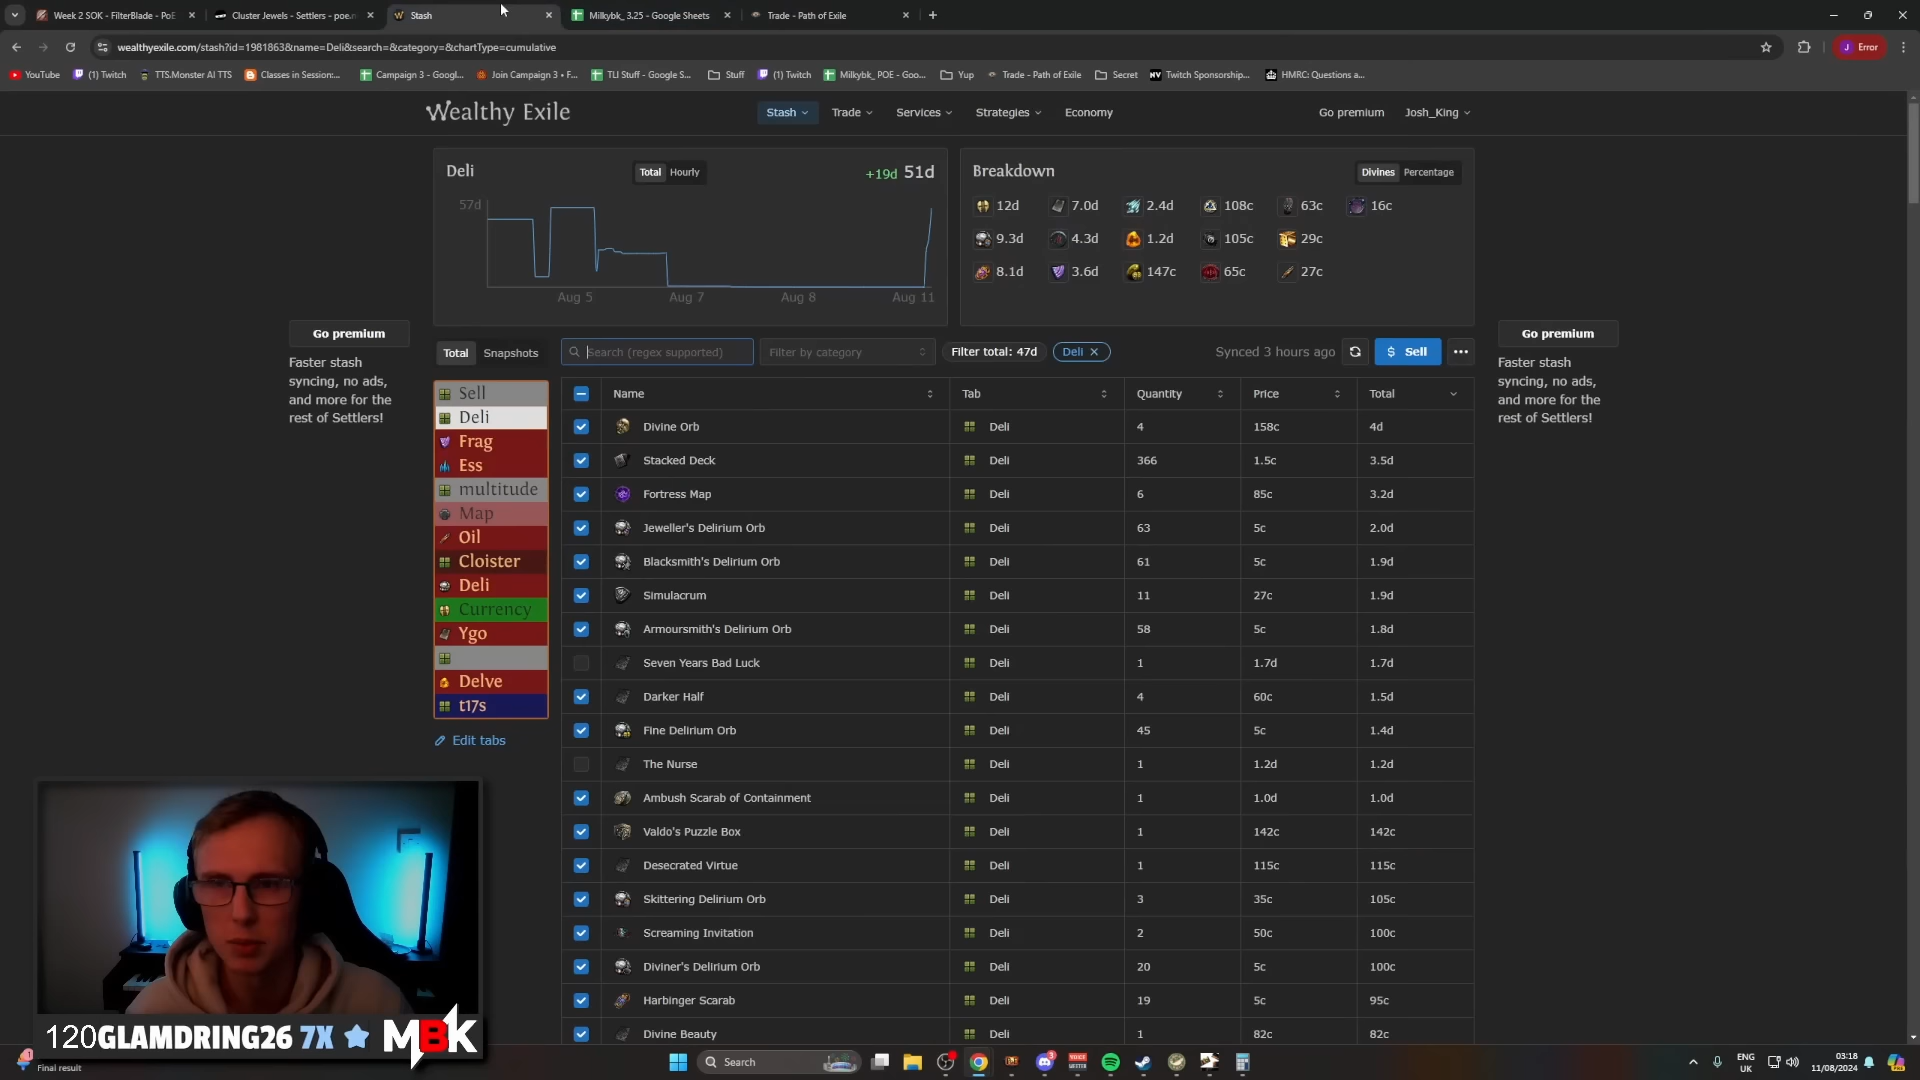 Week 2 SOK - FilterBlade - PoE
Cluster Jewels - Settlers - poe.n
Stash
Milkybk_ 3.25 - Google Sheets
Trade - Path of Exile
wealthyexile.com/stash?id=1981863&name=Deli&search=&category=&chartType=cumulative
Error
YouTube
(1) Twitch
TTS.Monster AI TTS
Classes in Session:...
Campaign 3 - Googl...
Join Campaign 3 • F...
TLI Stuff - Google S...
Stuff
(1) Twitch
Milkybk_ POE - Goo...
Yup
Trade - Path of Exile
Secret
Twitch Sponsorship...
HMRC: Questions a...
Wealthy Exile
Stash
Trade
Services
Strategies
Economy
Go premium
Josh_King
Deli
Total
Hourly
+19d 51d
57d
Aug 5
Aug 7
Aug 8
Aug 11
Breakdown
Divines
Percentage
12d 7.0d 2.4d 108c 63c 16c
9.3d 4.3d 1.2d 105c 29c
8.1d 3.6d 147c 65c 27c
Go premium
Faster stash
syncing, no ads,
and more for the
rest of Settlers!
Go premium
Faster stash
syncing, no ads,
and more for the
rest of Settlers!
Total
Snapshots
Search (regex supported)
Filter by category
Filter total: 47d
Deli
Synced 3 hours ago
$ Sell
Sell
Deli
Frag
Ess
multitude
Map
Oil
Cloister
Deli
Currency
Ygo
Delve
t17s
Edit tabs
Name Tab Quantity Price Total
Divine Orb Deli 4 158c 4d
Stacked Deck Deli 366 1.5c 3.5d
Fortress Map Deli 6 85c 3.2d
Jeweller's Delirium Orb Deli 63 5c 2.0d
Blacksmith's Delirium Orb Deli 61 5c 1.9d
Simulacrum Deli 11 27c 1.9d
Armoursmith's Delirium Orb Deli 58 5c 1.8d
Seven Years Bad Luck Deli 1 1.7d 1.7d
Darker Half Deli 4 60c 1.5d
Fine Delirium Orb Deli 45 5c 1.4d
The Nurse Deli 1 1.2d 1.2d
Ambush Scarab of Containment Deli 1 1.0d 1.0d
Valdo's Puzzle Box Deli 1 142c 142c
Desecrated Virtue Deli 1 115c 115c
Skittering Delirium Orb Deli 3 35c 105c
Screaming Invitation Deli 2 50c 100c
Diviner's Delirium Orb Deli 20 5c 100c
Harbinger Scarab Deli 19 5c 95c
Divine Beauty Deli 1 82c 82c
120GLAMDRING26 7X MBK
Final result
Search
ENG
UK
03:18
11/08/2024